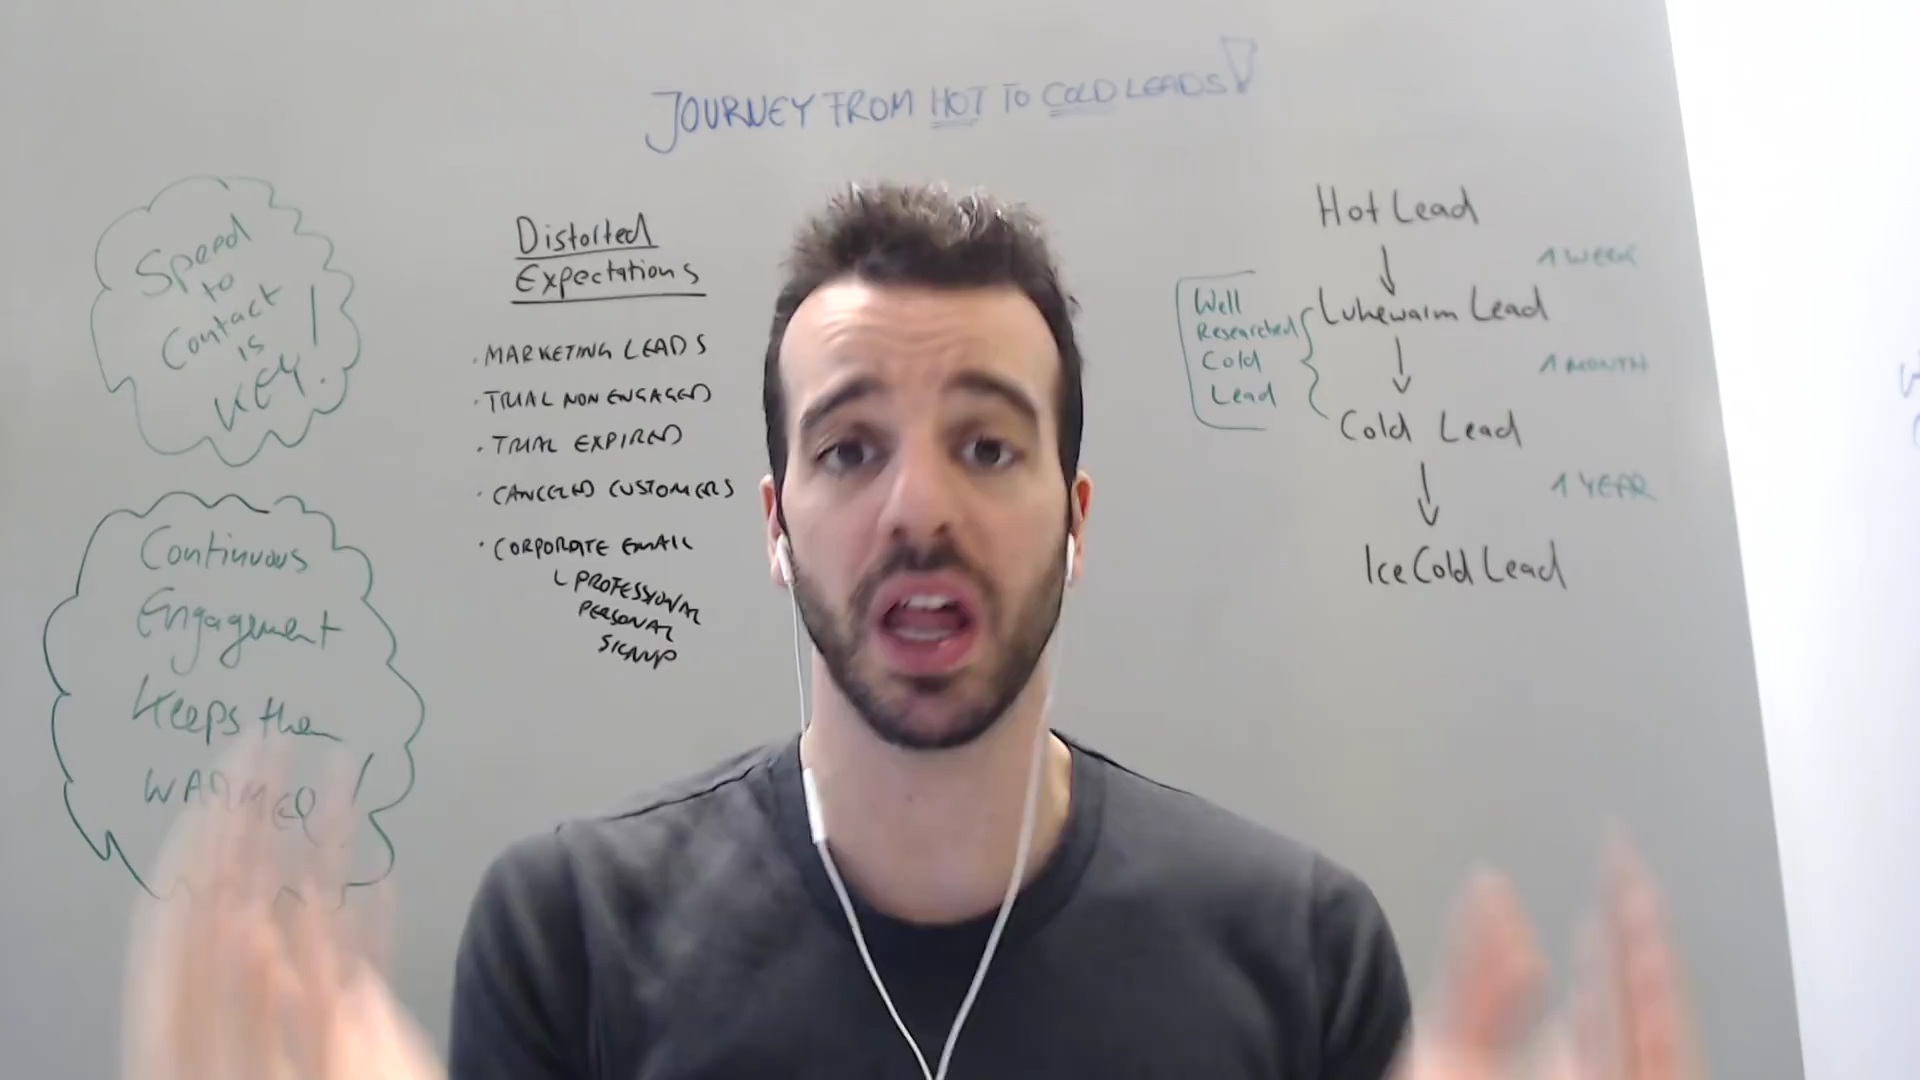 JOURNEY FROM HOT TO COLD LEADS!
Speed
to
Contact
is
KEY!
Continuous
Engagement
Keeps them
WARMER!
Distorted
Expectations
· MARKETING LEADS
· TRIAL NON ENGAGED
· TRIAL EXPIRED
· CANCELED CUSTOMERS
· CORPORATE EMAIL
PROFESSIONAL
PERSONAL
SIGNUP
Hot Lead
1 WEEK
Lukewarm Lead
1 MONTH
Cold Lead
1 YEAR
Ice Cold Lead
Well
Researched
Cold
Lead